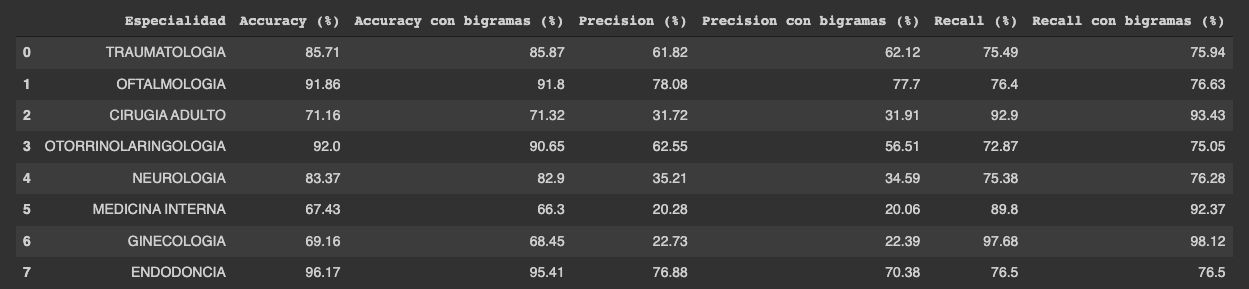 Especialidad Accuracy (%) Accuracy con bigramas (%) Precision (%) Precision con bigramas (%) Recall (%) Recall con bigramas (%)
0 TRAUMATOLOGIA 85.71 85.87 61.82 62.12 75.49 75.94
1 OFTALMOLOGIA 91.86 91.8 78.08 77.7 76.4 76.63
2 CIRUGIA ADULTO 71.16 71.32 31.72 31.91 92.9 93.43
3 OTORRINOLARINGOLOGIA 92.0 90.65 62.55 56.51 72.87 75.05
4 NEUROLOGIA 83.37 82.9 35.21 34.59 75.38 76.28
5 MEDICINA INTERNA 67.43 66.3 20.28 20.06 89.8 92.37
6 GINECOLOGIA 69.16 68.45 22.73 22.39 97.68 98.12
7 ENDODONCIA 96.17 95.41 76.88 70.38 76.5 76.5